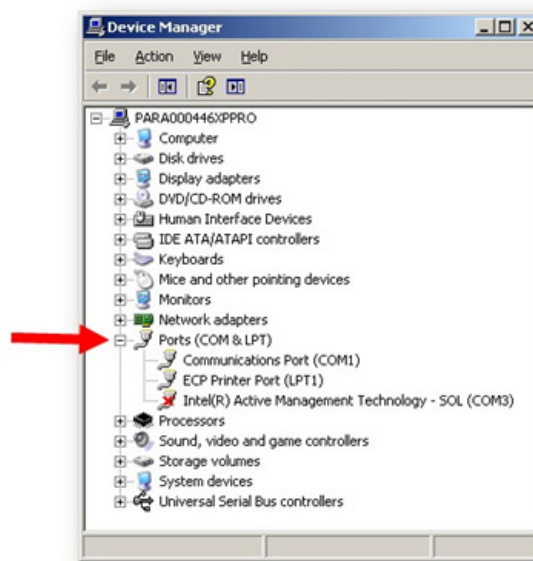 Device Manager
File Action View Help
PARA000446XPPRO
Computer
Disk drives
Display adapters
DVD/CD-ROM drives
Human Interface Devices
IDE ATA/ATAPI controllers
Keyboards
Mice and other pointing devices
Monitors
Network adapters
Ports (COM & LPT)
Communications Port (COM1)
ECP Printer Port (LPT1)
Intel(R) Active Management Technology - SOL (COM3)
Processors
Sound, video and game controllers
Storage volumes
System devices
Universal Serial Bus controllers